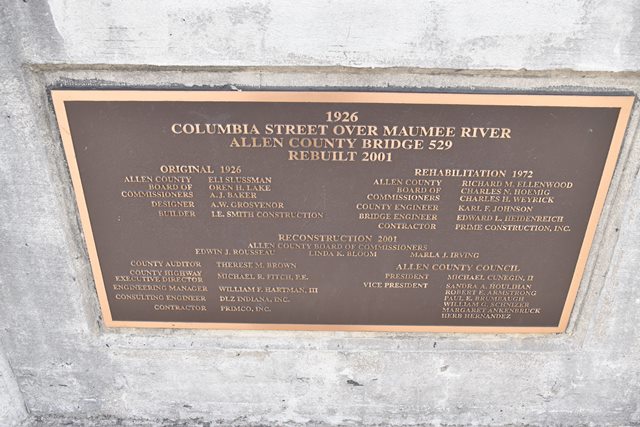 1926
COLUMBIA STREET OVER MAUMEE RIVER
ALLEN COUNTY BRIDGE 529
REBUILT 2001
ORIGINAL 1926
ALLEN COUNTY ELI SLUSSMAN
BOARD OF OREN H. LAKE
COMMISSIONERS A.J. BAKER
DESIGNER A.W. GROSVENOR
BUILDER I.E. SMITH CONSTRUCTION
REHABILITATION 1972
ALLEN COUNTY RICHARD M. ELLENWOOD
BOARD OF CHARLES N. HOEMIG
COMMISSIONERS CHARLES H. WEYRICK
COUNTY ENGINEER KARL F. JOHNSON
BRIDGE ENGINEER EDWARD L. HEIDENREICH
CONTRACTOR PRIME CONSTRUCTION, INC.
RECONSTRUCTION 2001
ALLEN COUNTY BOARD OF COMMISSIONERS
EDWIN J. ROUSSEAU LINDA K. BLOOM MARLA J. IRVING
COUNTY AUDITOR THERESE M. BROWN
COUNTY HIGHWAY
EXECUTIVE DIRECTOR MICHAEL R. FITCH, P.E.
ENGINEERING MANAGER WILLIAM F. HARTMAN, III
CONSULTING ENGINEER DLZ INDIANA, INC.
CONTRACTOR PRIMCO, INC.
ALLEN COUNTY COUNCIL
PRESIDENT MICHAEL CUNEGIN, II
VICE PRESIDENT SANDRA A. HOULIHAN
ROBERT E. ARMSTRONG
PAUL E. BRUMBAUGH
WILLIAM G. SCHNIZER
MARGARET ANKENBRUCK
HERB HERNANDEZ